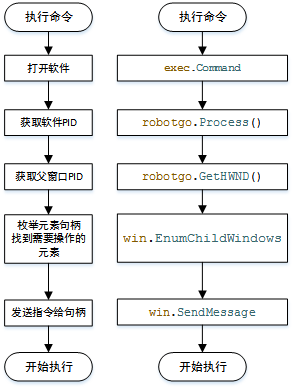 执行命令
打开软件
获取软件PID
获取父窗口PID
枚举元素句柄
找到需要操作的
元素
发送指令给句柄
开始执行
执行命令
exec.Command
robotgo.Process()
robotgo.GetHWND()
win.EnumChildWindows
win.SendMessage
开始执行